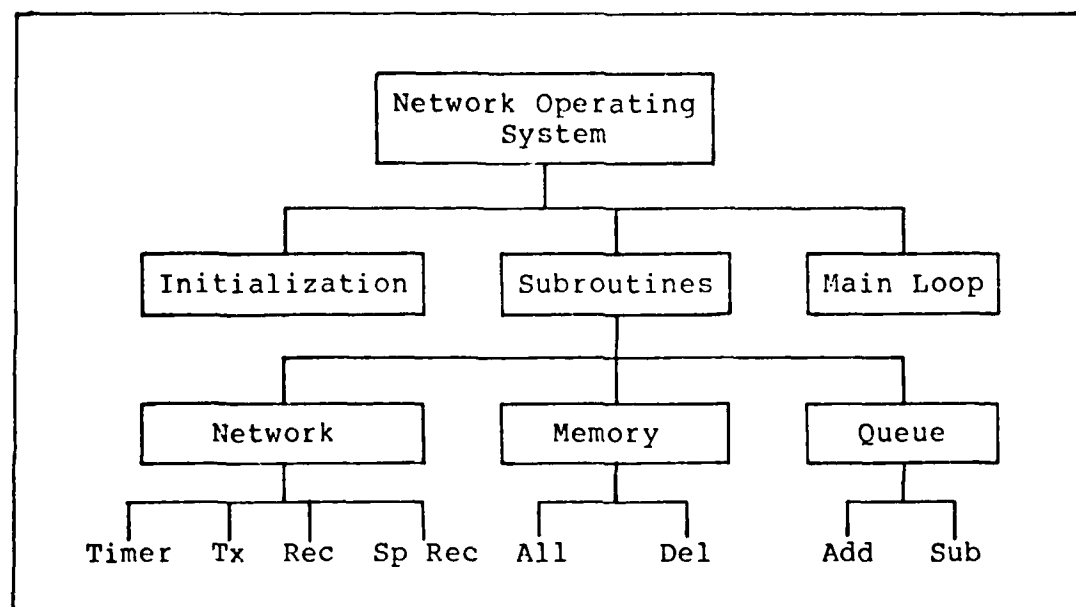 Network Operating
System
Initialization
Subroutines
Main Loop
Network
Memory
Queue
Timer
Tx
Rec
Sp Rec
All
Del
Add
Sub